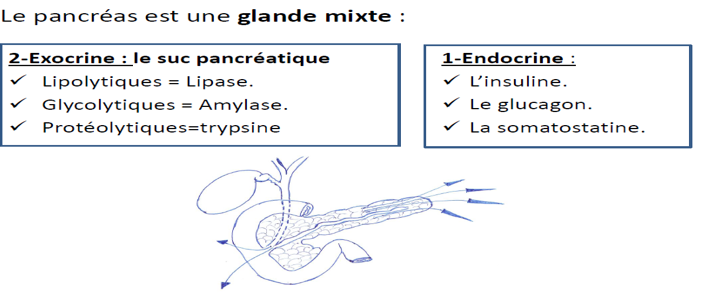 Le pancréas est une glande mixte :
2-Exocrine : le suc pancréatique
✓ Lipolytiques = Lipase.
✓ Glycolytiques = Amylase.
✓ Protéolytiques=trypsine
1-Endocrine :
✓ L’insuline.
✓ Le glucagon.
✓ La somatostatine.